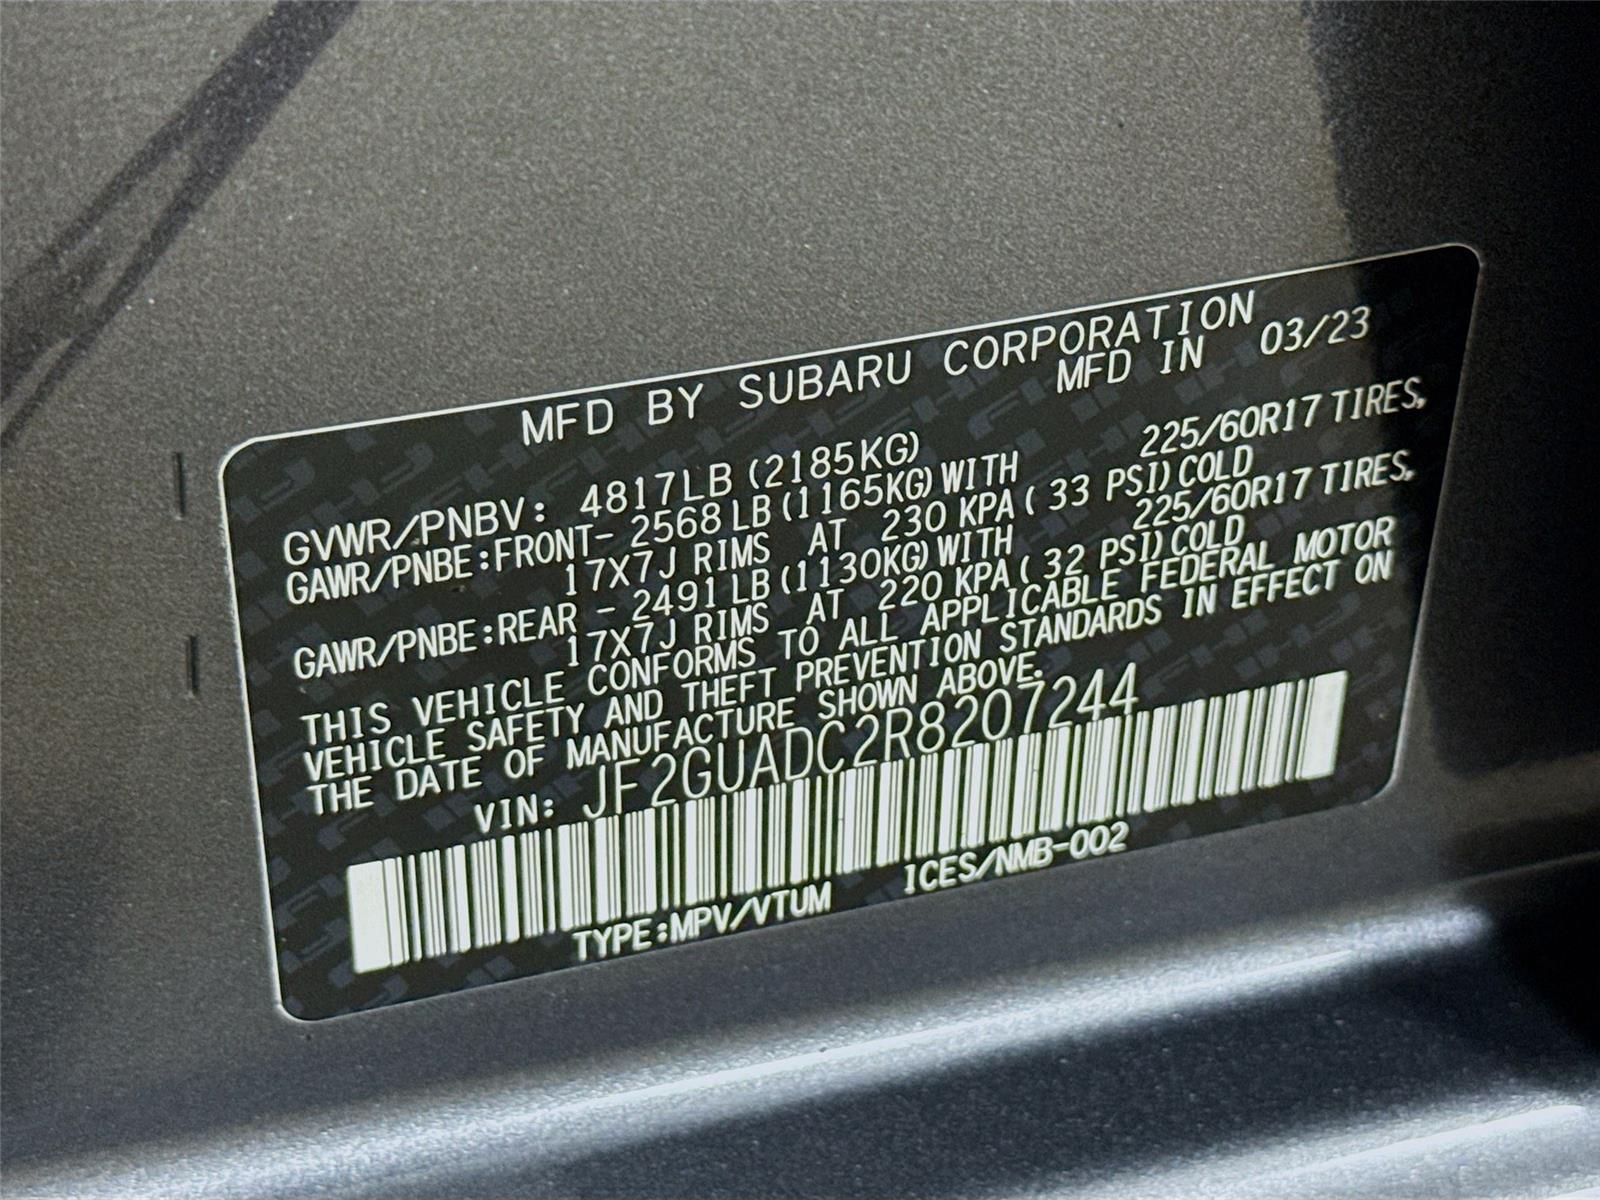 MFD BY SUBARU CORPORATION
MFD IN 03/23
GVWR/PNBV: 4817LB (2185KG)
GAWR/PNBE:FRONT- 2568 LB (1165KG) WITH 225/60R17 TIRES,
17X7J RIMS AT 230 KPA ( 33 PSI) COLD
GAWR/PNBE:REAR - 2491 LB (1130KG) WITH 225/60R17 TIRES,
17X7J RIMS AT 220 KPA ( 32 PSI) COLD
THIS VEHICLE CONFORMS TO ALL APPLICABLE FEDERAL MOTOR
VEHICLE SAFETY AND THEFT PREVENTION STANDARDS IN EFFECT ON
THE DATE OF MANUFACTURE SHOWN ABOVE.
VIN: JF2GUADC2R8207244
TYPE:MPV/VTUM ICES/NMB-002